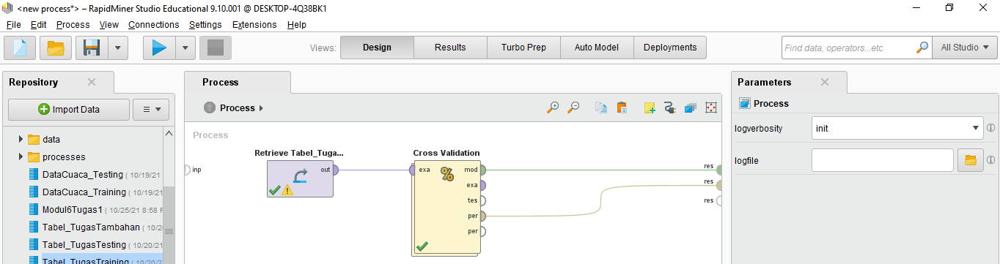 <new process*> – RapidMiner Studio Educational 9.10.001 @ DESKTOP-4Q38BK1
File Edit Process View Connections Settings Extensions Help
Views: Design Results Turbo Prep Auto Model Deployments Find data, operators...etc All Studio
Repository
Import Data
data
processes
DataCuaca_Testing ( 10/19/21
DataCuaca_Training ( 10/19/21
Modul6Tugas1 ( 10/25/21 8:58 P
Tabel_TugasTambahan ( 10/2
Tabel_TugasTesting ( 10/20/21
Tabel_TugasTraining ( 10/20/2
Process
Process
Process
inp
Retrieve Tabel_Tuga...
out
Cross Validation
exa % mod
exa
tes
per
per
res
res
res
Parameters
Process
logverbosity init
logfile